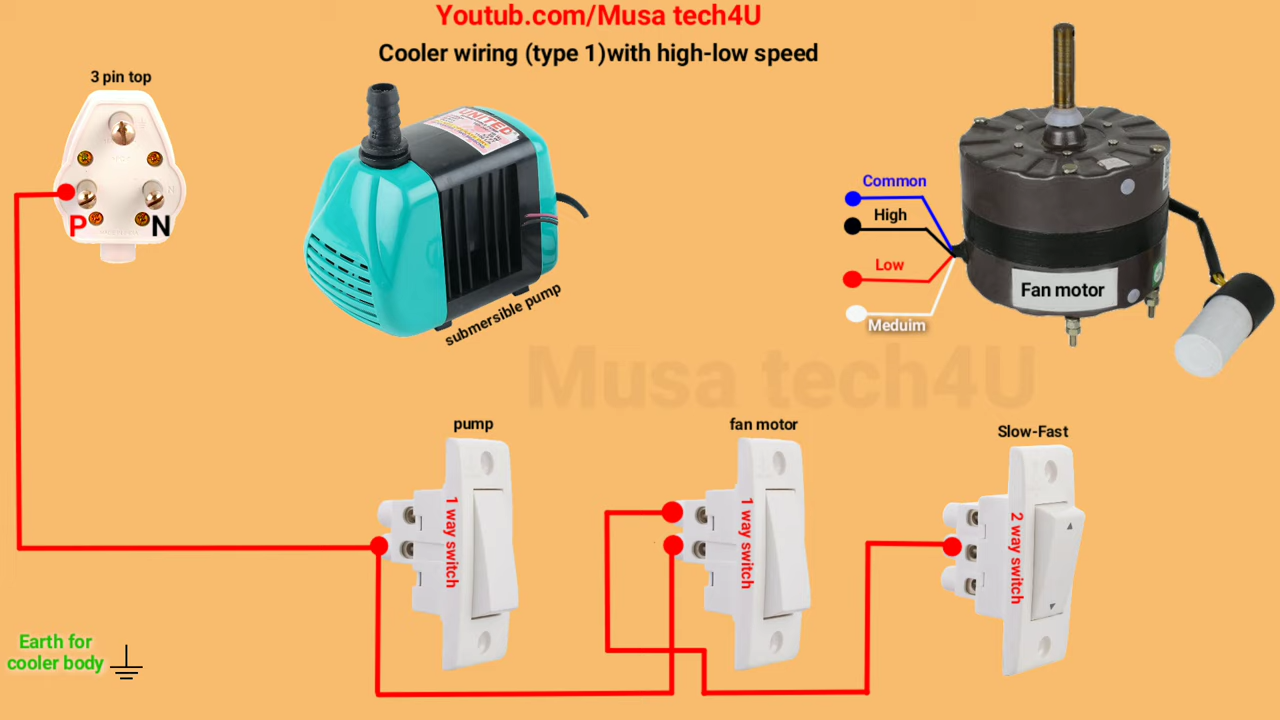 Youtub.com/Musa tech4U
Cooler wiring (type 1)with high-low speed
3 pin top
P
N
UNITED
submersible pump
Common
High
Low
Meduim
Fan motor
Musa tech4U
pump
fan motor
Slow-Fast
1 way switch
1 way switch
2 way switch
Earth for
cooler body